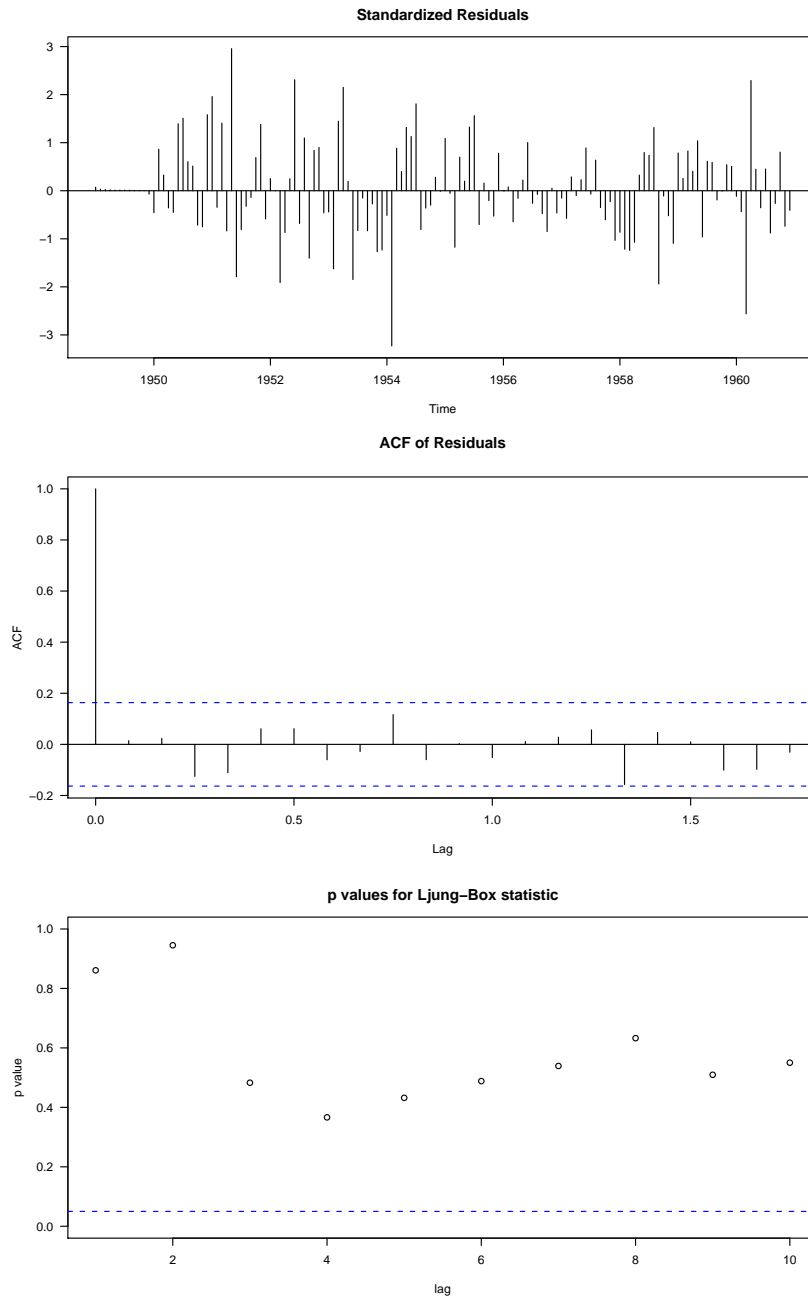 Standardized Residuals
3
2
1
0
−1
−2
−3
1950 1952 1954 1956 1958 1960
Time
ACF of Residuals
1.0
0.8
0.6
0.4
0.2
0.0
−0.2
ACF
0.0 0.5 1.0 1.5
Lag
p values for Ljung−Box statistic
1.0
0.8
0.6
0.4
0.2
0.0
p value
2 4 6 8 10
lag